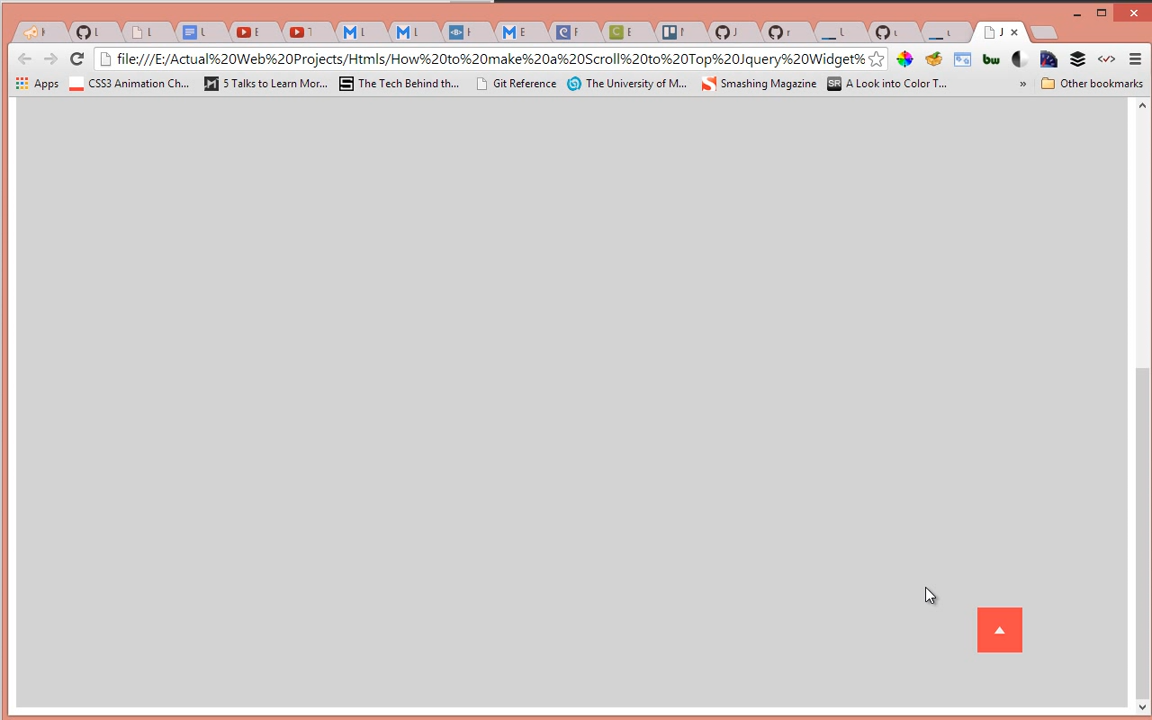 file:///E:/Actual%20Web%20Projects/Htmls/How%20to%20make%20a%20Scroll%20to%20Top%20Jquery%20Widget%
Apps CSS3 Animation Ch... 5 Talks to Learn Mor... The Tech Behind th... Git Reference The University of M... Smashing Magazine SR A Look into Color T... » Other bookmarks